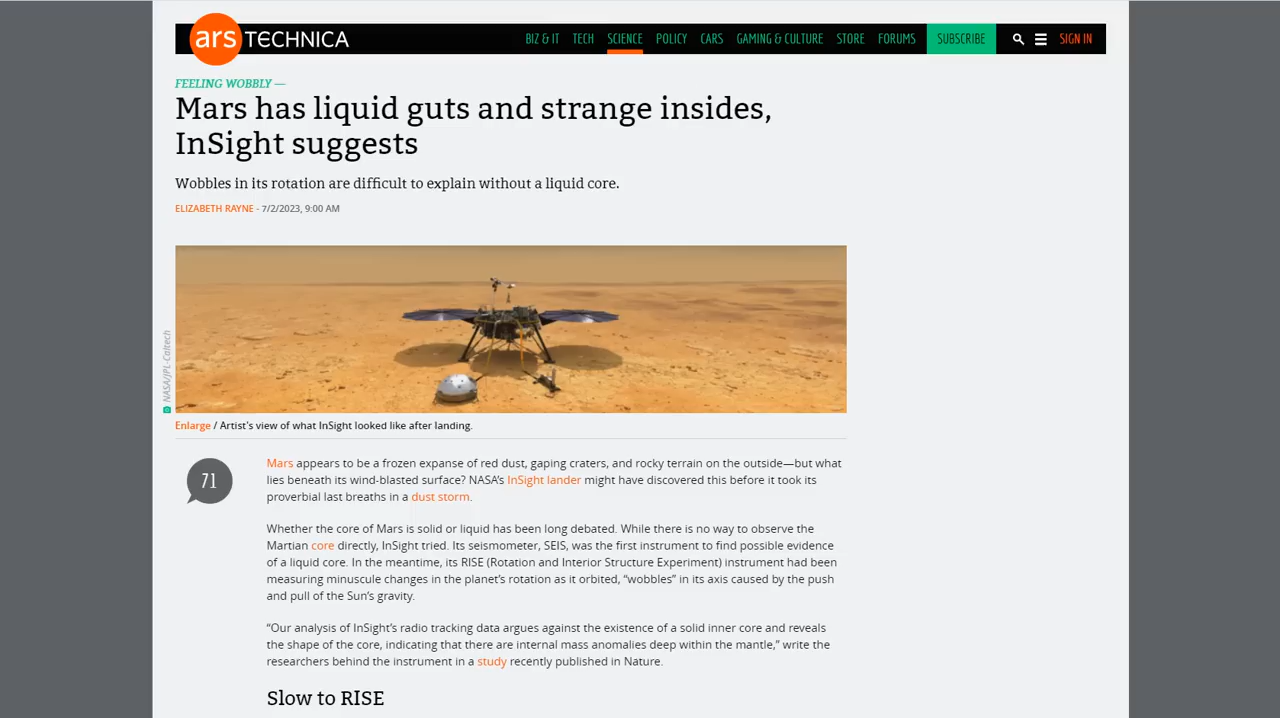 ars TECHNICA
BIZ & IT TECH SCIENCE POLICY CARS GAMING & CULTURE STORE FORUMS SUBSCRIBE SIGN IN
FEELING WOBBLY —
Mars has liquid guts and strange insides,
InSight suggests
Wobbles in its rotation are difficult to explain without a liquid core.
ELIZABETH RAYNE - 7/2/2023, 9:00 AM
NASA/JPL-Caltech
Enlarge / Artist's view of what InSight looked like after landing.
71
Mars appears to be a frozen expanse of red dust, gaping craters, and rocky terrain on the outside—but what
lies beneath its wind-blasted surface? NASA's InSight lander might have discovered this before it took its
proverbial last breaths in a dust storm.
Whether the core of Mars is solid or liquid has been long debated. While there is no way to observe the
Martian core directly, InSight tried. Its seismometer, SEIS, was the first instrument to find possible evidence
of a liquid core. In the meantime, its RISE (Rotation and Interior Structure Experiment) instrument had been
measuring minuscule changes in the planet's rotation as it orbited, “wobbles” in its axis caused by the push
and pull of the Sun's gravity.
“Our analysis of InSight's radio tracking data argues against the existence of a solid inner core and reveals
the shape of the core, indicating that there are internal mass anomalies deep within the mantle,” write the
researchers behind the instrument in a study recently published in Nature.
Slow to RISE